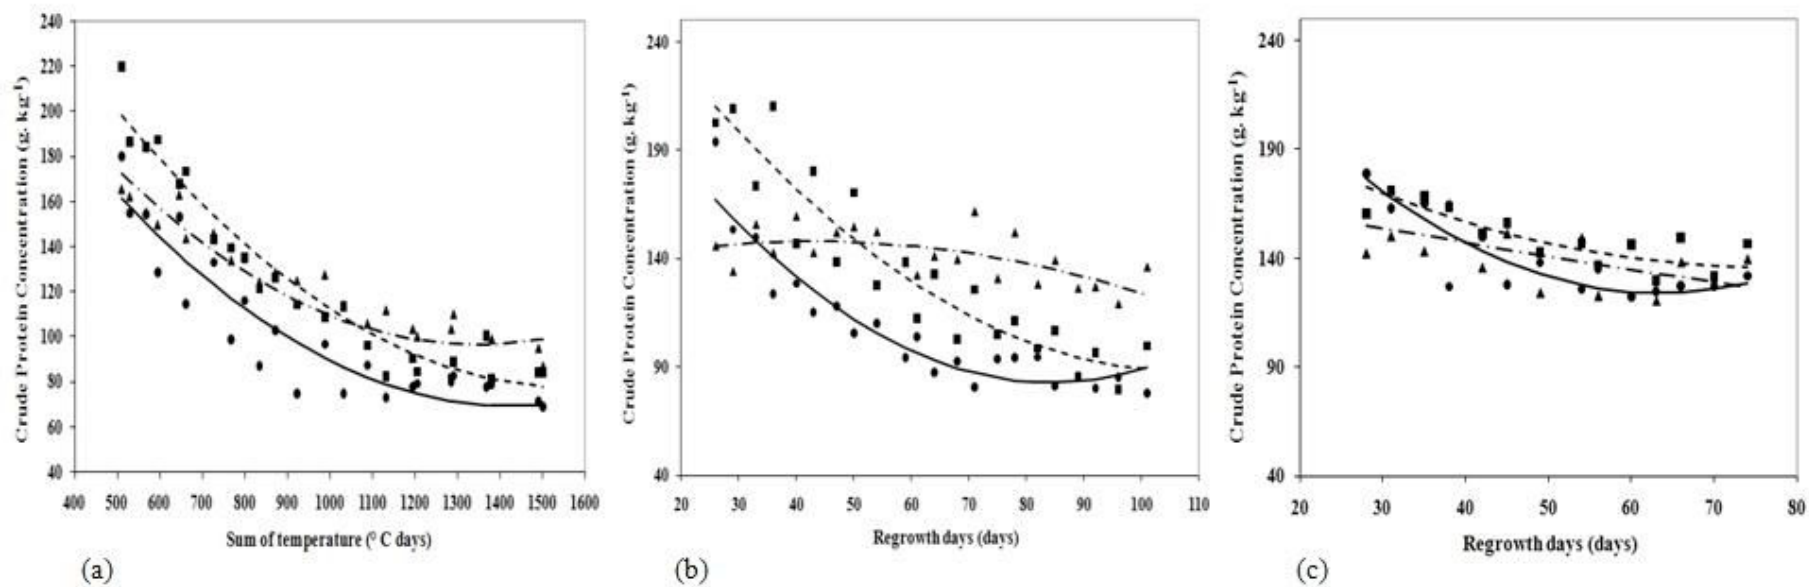 Crude Protein Concentration (g. kg⁻¹)
240
220
200
180
160
140
120
100
80
60
40
400 500 600 700 800 900 1000 1100 1200 1300 1400 1500 1600
Sum of temperature (° C days)
(a)
Crude Protein Concentration (g. kg⁻¹)
240
190
140
90
40
20 30 40 50 60 70 80 90 100 110
Regrowth days (days)
(b)
Crude Protein Concentration (g. kg⁻¹)
240
190
140
90
40
20 30 40 50 60 70 80
Regrowth days (days)
(c)